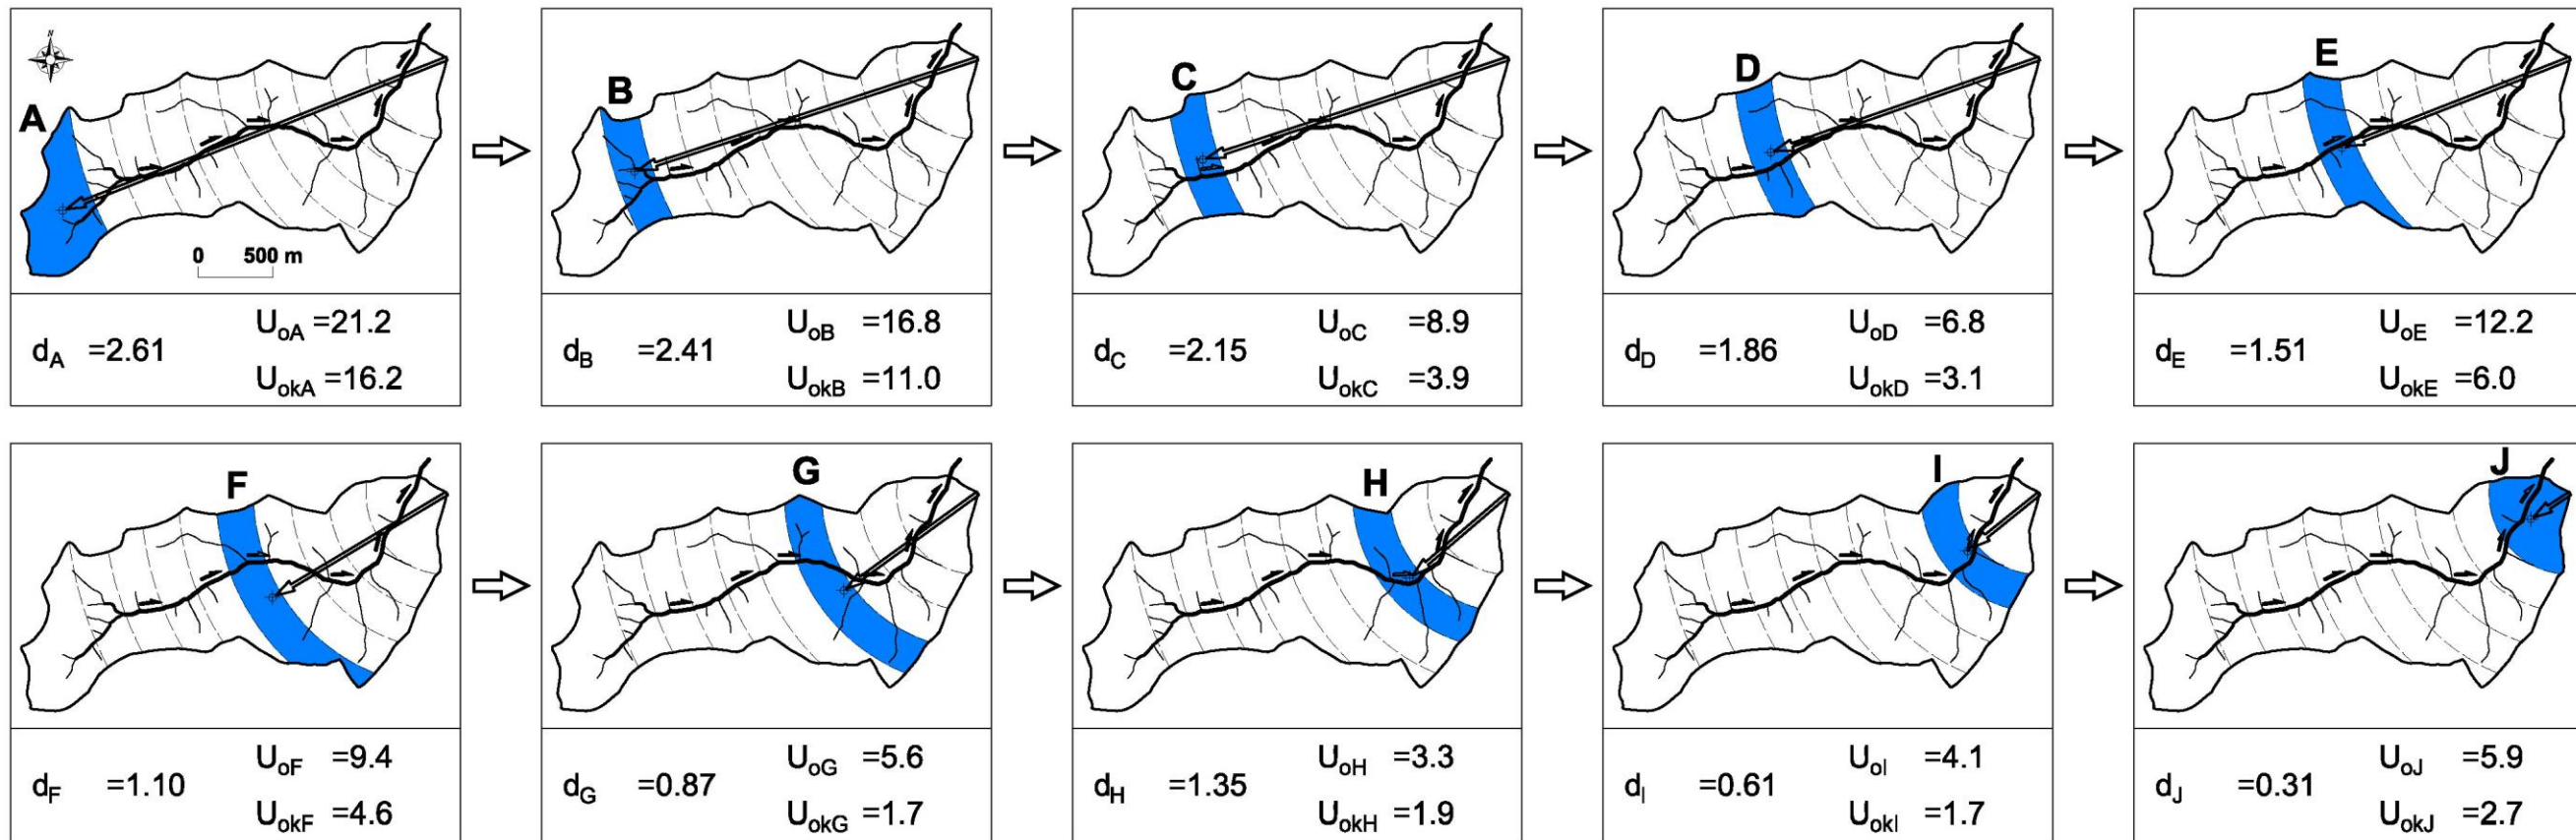 N
A
0 500 m
d_A =2.61
U_oA =21.2
U_okA =16.2
B
d_B =2.41
U_oB =16.8
U_okB =11.0
C
d_C =2.15
U_oC =8.9
U_okC =3.9
D
d_D =1.86
U_oD =6.8
U_okD =3.1
E
d_E =1.51
U_oE =12.2
U_okE =6.0
F
d_F =1.10
U_oF =9.4
U_okF =4.6
G
d_G =0.87
U_oG =5.6
U_okG =1.7
H
d_H =1.35
U_oH =3.3
U_okH =1.9
I
d_I =0.61
U_oI =4.1
U_okI =1.7
J
d_J =0.31
U_oJ =5.9
U_okJ =2.7